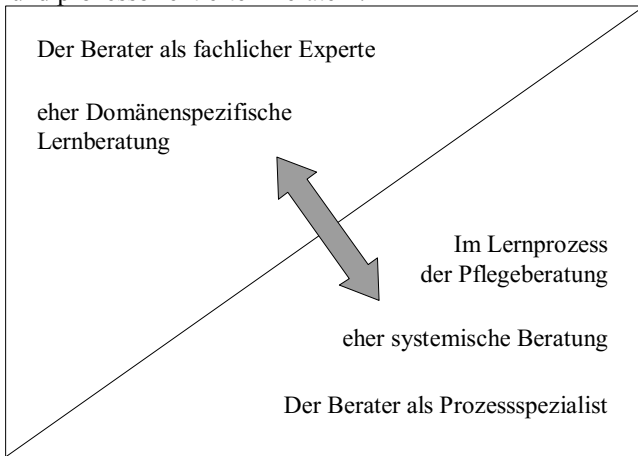 Der Berater als fachlicher Experte
eher Domänenspezifische
Lernberatung
Im Lernprozess
der Pflegeberatung
eher systemische Beratung
Der Berater als Prozessspezialist